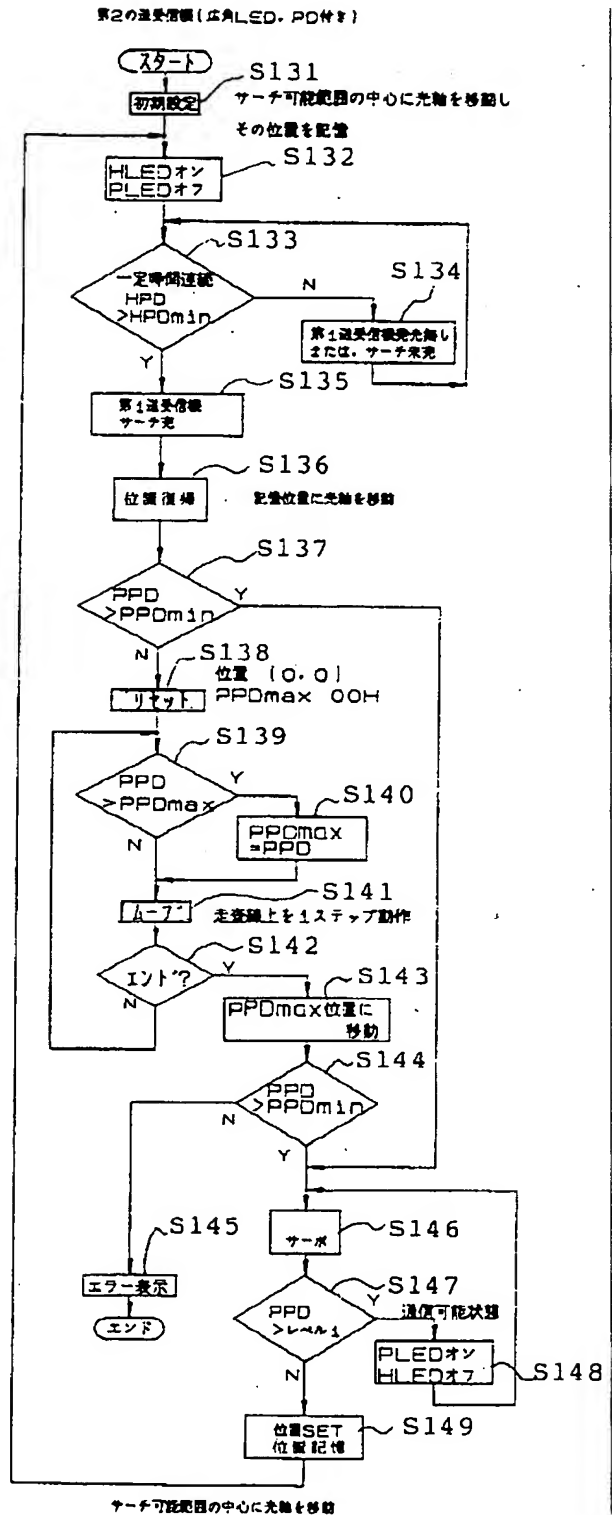 第2の送受信機(広角LED, PD付き)
スタート
S131
初期設定
サーチ可能範囲の中心に光軸を移動し
その位置を記憶
S132
HLEDオン
PLEDオフ
S133
一定時間連続
HPD
>HPDmin
N
Y
S134
第1送受信機発光無し
または, サーチ未完
S135
第1送受信機
サーチ完
S136
位置復帰
記憶位置に光軸を移動
S137
PPD
>PPDmin
Y
N
S138
位置 (0.0)
リセット
PPDmax 00H
S139
PPD
>PPDmax
Y
N
S140
PPDmax
=PPD
S141
ムーブ
走査線上を1ステップ動作
S142
エンド?
Y
N
S143
PPDmax位置に
移動
S144
PPD
>PPDmin
N
Y
S145
エラー表示
エンド
S146
サーボ
S147
PPD
>レベル1
Y
通信可能状態
N
PLEDオン
HLEDオフ
S148
S149
位置SET
位置記憶
サーチ可能範囲の中心に光軸を移動